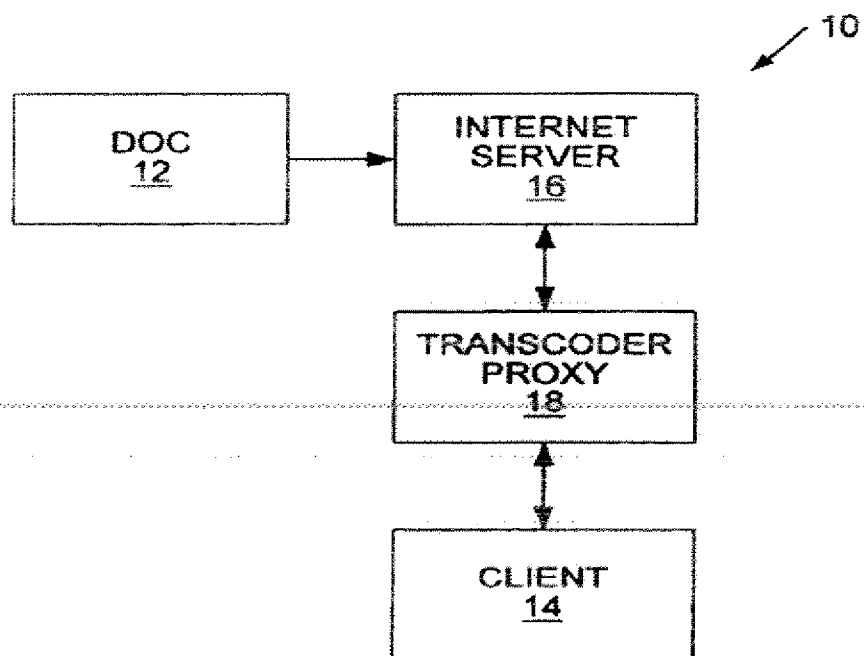 10
DOC
12
INTERNET
SERVER
16
TRANSCODER
PROXY
18
CLIENT
14